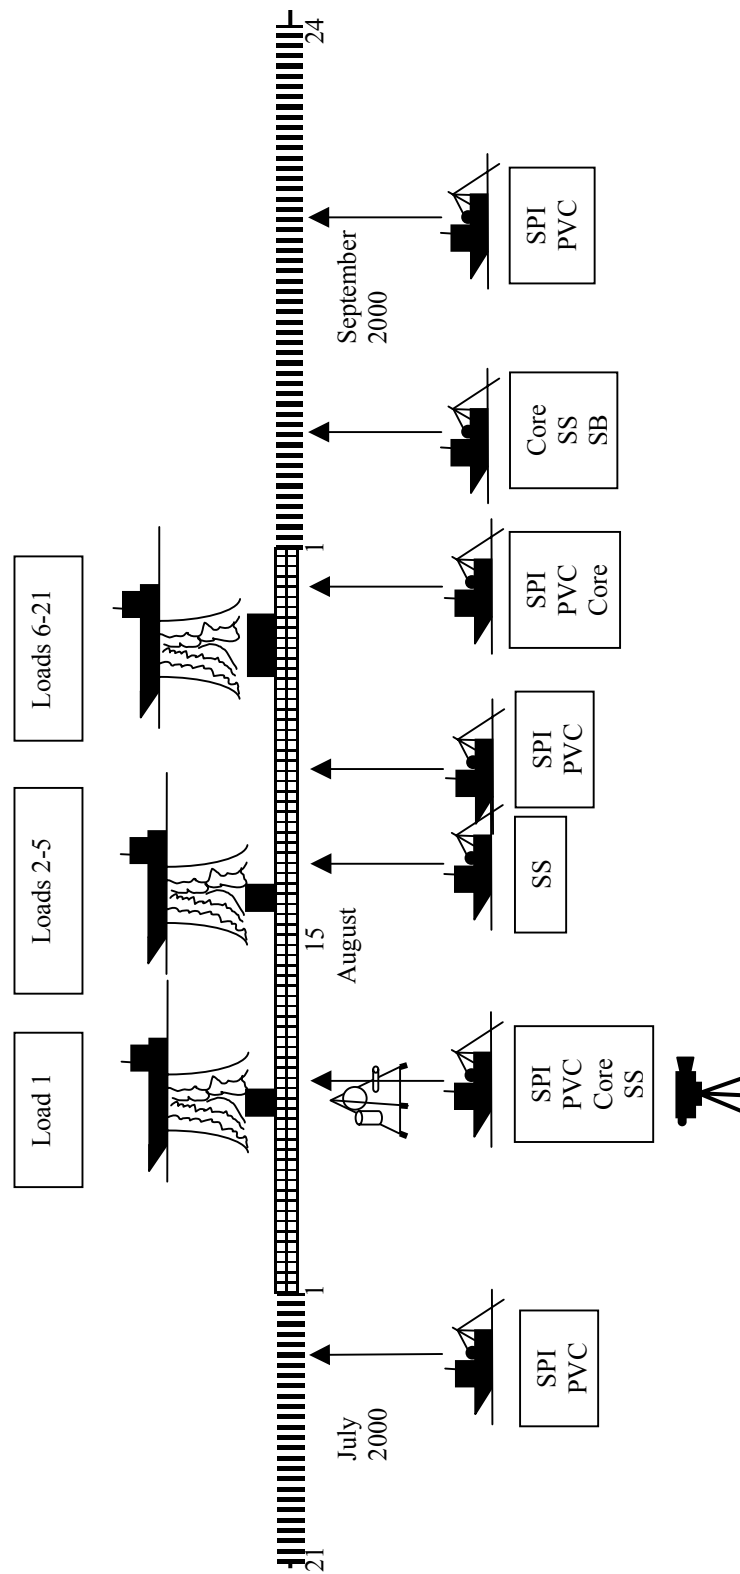 Load 1
Loads 2-5
Loads 6-21
21
1
15
1
24
July
2000
August
September
2000
SPI
PVC
SPI
PVC
Core
SS
SS
SPI
PVC
SPI
PVC
Core
Core
SS
SB
SPI
PVC